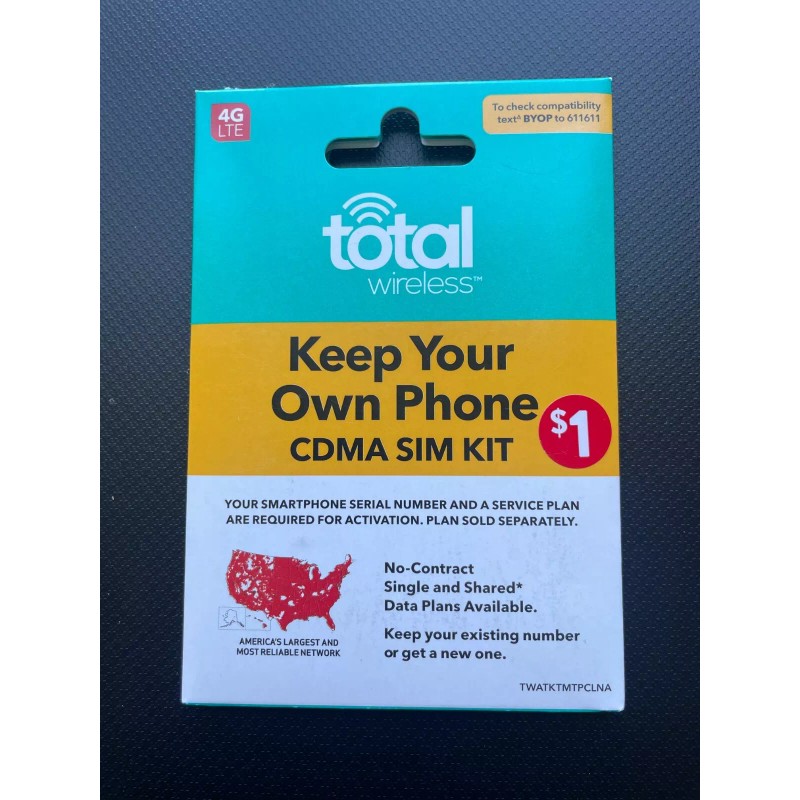 4G
LTE
To check compatibility
text∆ BYOP to 611611
total
wireless™
Keep Your
Own Phone
CDMA SIM KIT
$1
YOUR SMARTPHONE SERIAL NUMBER AND A SERVICE PLAN
ARE REQUIRED FOR ACTIVATION. PLAN SOLD SEPARATELY.
No-Contract
Single and Shared*
Data Plans Available.
Keep your existing number
or get a new one.
AMERICA'S LARGEST AND
MOST RELIABLE NETWORK
TWATKTMTPCLNA